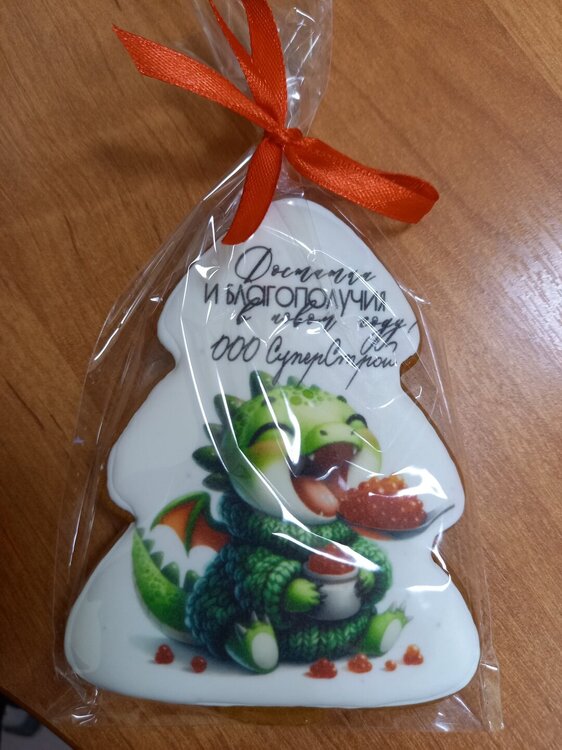 Достатка
И БЛАГОПОЛУЧИЯ
в новом году!
ООО СуперСтрой